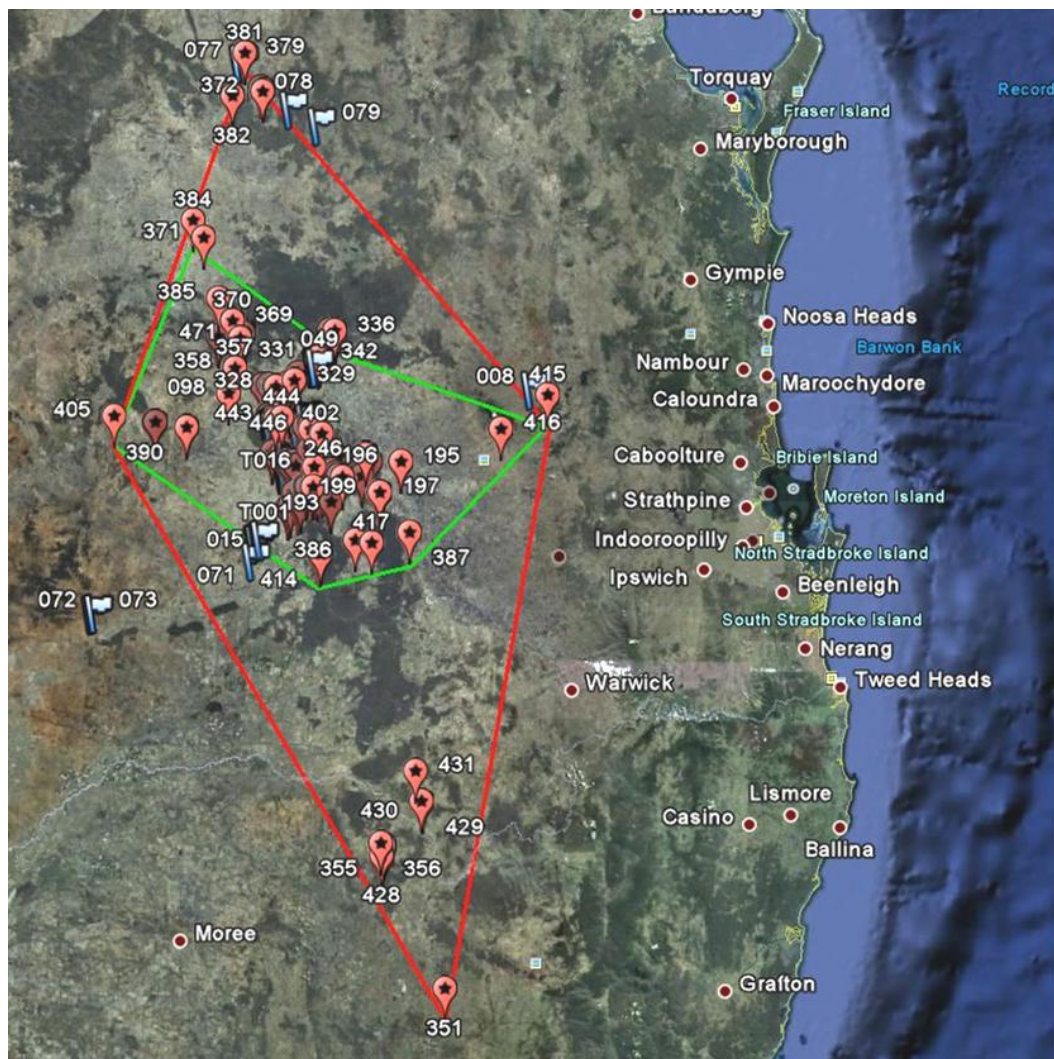 Bundaberg
381
077
379
Torquay
372
078
Record
079
Fraser Island
382
Maryborough
384
371
Gympie
385
370
369
336
Noosa Heads
471
049
357
331
342
Barwon Bank
358
Nambour
008
415
329
098
328
Maroochydore
405
444
Caloundra
443
402
416
446
390
246
Bribie Island
T016
196
195
Caboolture
199
197
Moreton Island
193
Strathpine
T001
417
015
Indooroopilly
386
North Stradbroke Island
387
071
414
Ipswich
Beenleigh
072
073
South Stradbroke Island
Nerang
Warwick
Tweed Heads
431
Lismore
430
Casino
429
Ballina
355
356
428
Moree
Grafton
351